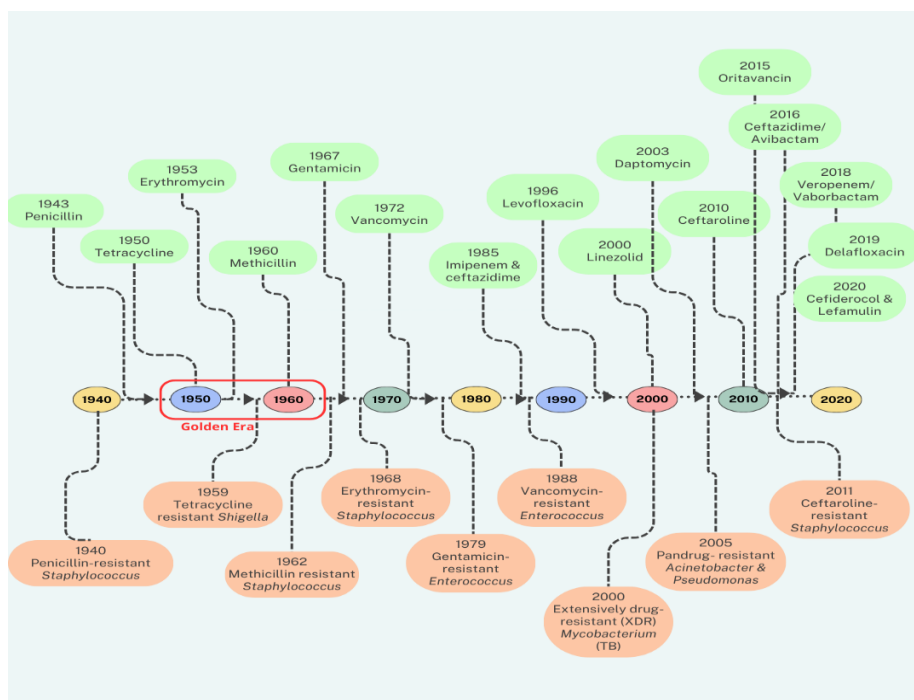 2015
Oritavancin
2016
Ceftazidime/
Avibactam
1967
Gentamicin
2003
Daptomycin
1953
Erythromycin
2018
Veropenem/
Vaborbactam
1996
Levofloxacin
2010
Ceftaroline
1943
Penicillin
1972
Vancomycin
1950
Tetracycline
1960
Methicillin
1985
Imipenem &
ceftazidime
2000
Linezolid
2019
Delafloxacin
2020
Cefiderocol &
Lefamulin
1940
1950
1960
1970
1980
1990
2000
2010
2020
Golden Era
1959
Tetracycline
resistant Shigella
1968
Erythromycin-
resistant
Staphylococcus
1988
Vancomycin-
resistant
Enterococcus
2011
Ceftaroline-
resistant
Staphylococcus
1940
Penicillin-resistant
Staphylococcus
1962
Methicillin resistant
Staphylococcus
1979
Gentamicin-
resistant
Enterococcus
2005
Pandrug- resistant
Acinetobacter &
Pseudomonas
2000
Extensively drug-
resistant (XDR)
Mycobacterium
(TB)